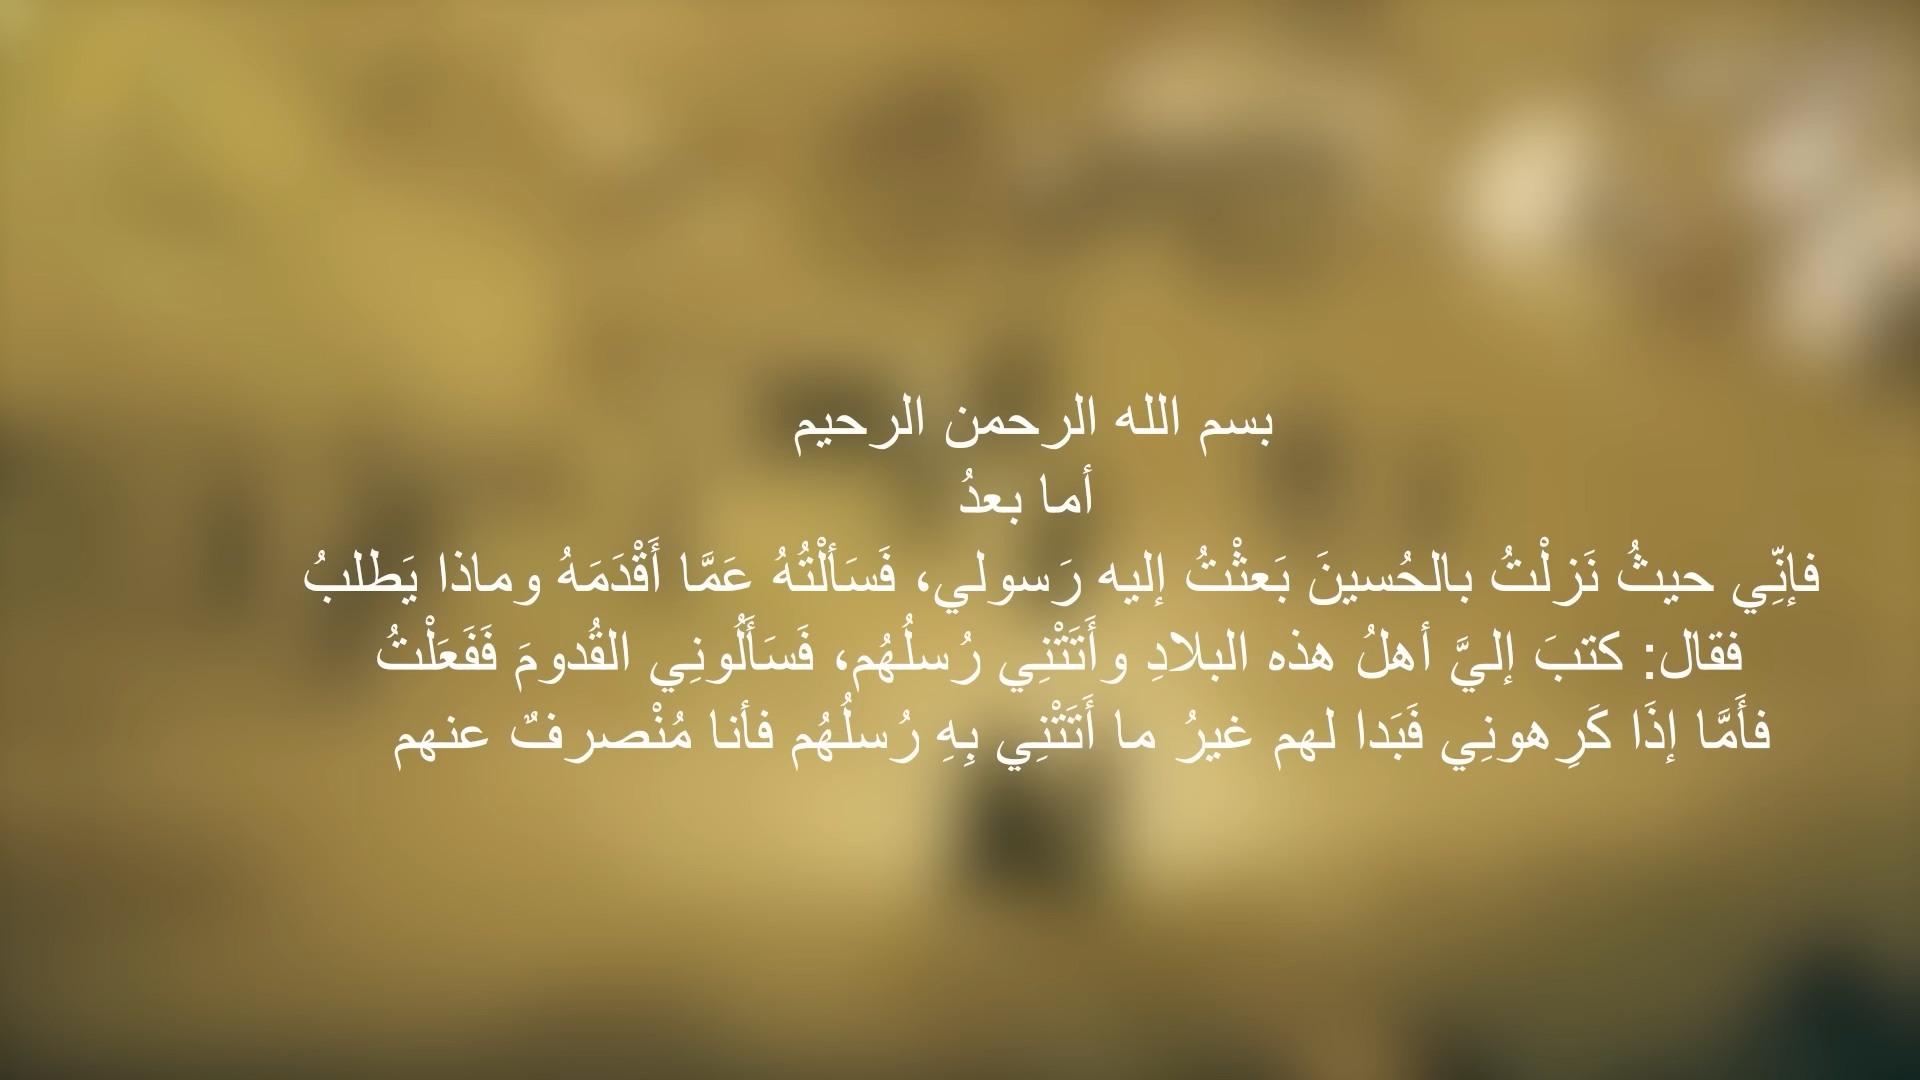 بسم الله الرحمن الرحيم
أما بعدُ
فإنِّي حيثُ نَزلْتُ بالحُسينَ بَعثْتُ إليه رَسولي، فَسَألْتُهُ عَمَّا أَقْدَمَهُ وماذا يَطلبُ
فقال: كتبَ إليَّ أهلُ هذه البلادِ وأَتَتْنِي رُسلُهُم، فَسَأَلُونِي القُدومَ فَفَعَلْتُ
فأَمَّا إذَا كَرِهونِي فَبَدا لهم غيرُ ما أَتَتْنِي بِهِ رُسلُهُم فأنا مُنْصرفٌ عنهم